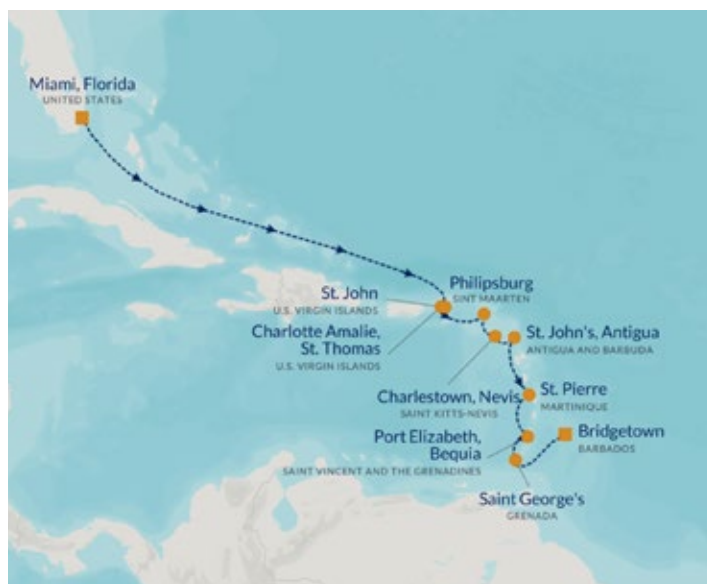 Miami, Florida
UNITED STATES
St. John
U.S. VIRGIN ISLANDS
Charlotte Amalie,
St. Thomas
U.S. VIRGIN ISLANDS
Philipsburg
SINT MAARTEN
St. John's, Antigua
ANTIGUA AND BARBUDA
Charlestown, Nevis
SAINT KITTS-NEVIS
St. Pierre
MARTINIQUE
Port Elizabeth,
Bequia
SAINT VINCENT AND THE GRENADINES
Bridgetown
BARBADOS
Saint George's
GRENADA